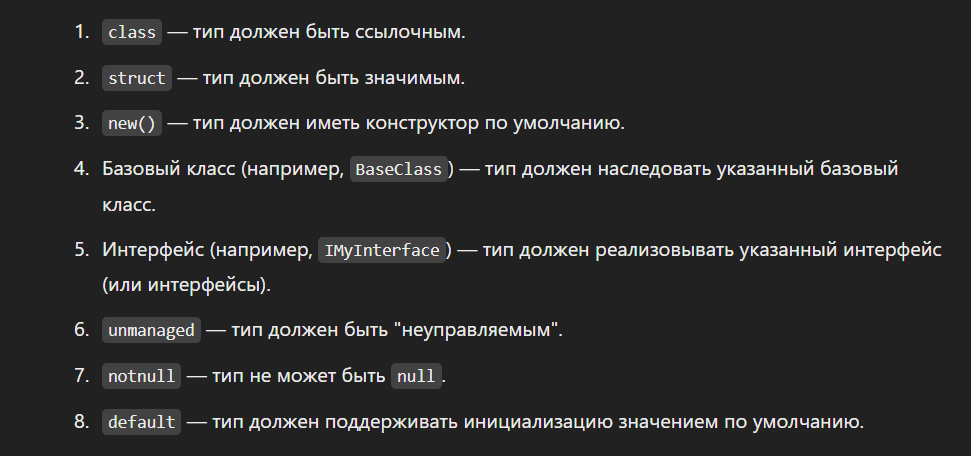 1. class — тип должен быть ссылочным.
2. struct — тип должен быть значимым.
3. new() — тип должен иметь конструктор по умолчанию.
4. Базовый класс (например, BaseClass) — тип должен наследовать указанный базовый
класс.
5. Интерфейс (например, IMyInterface) — тип должен реализовывать указанный интерфейс
(или интерфейсы).
6. unmanaged — тип должен быть "неуправляемым".
7. notnull — тип не может быть null.
8. default — тип должен поддерживать инициализацию значением по умолчанию.